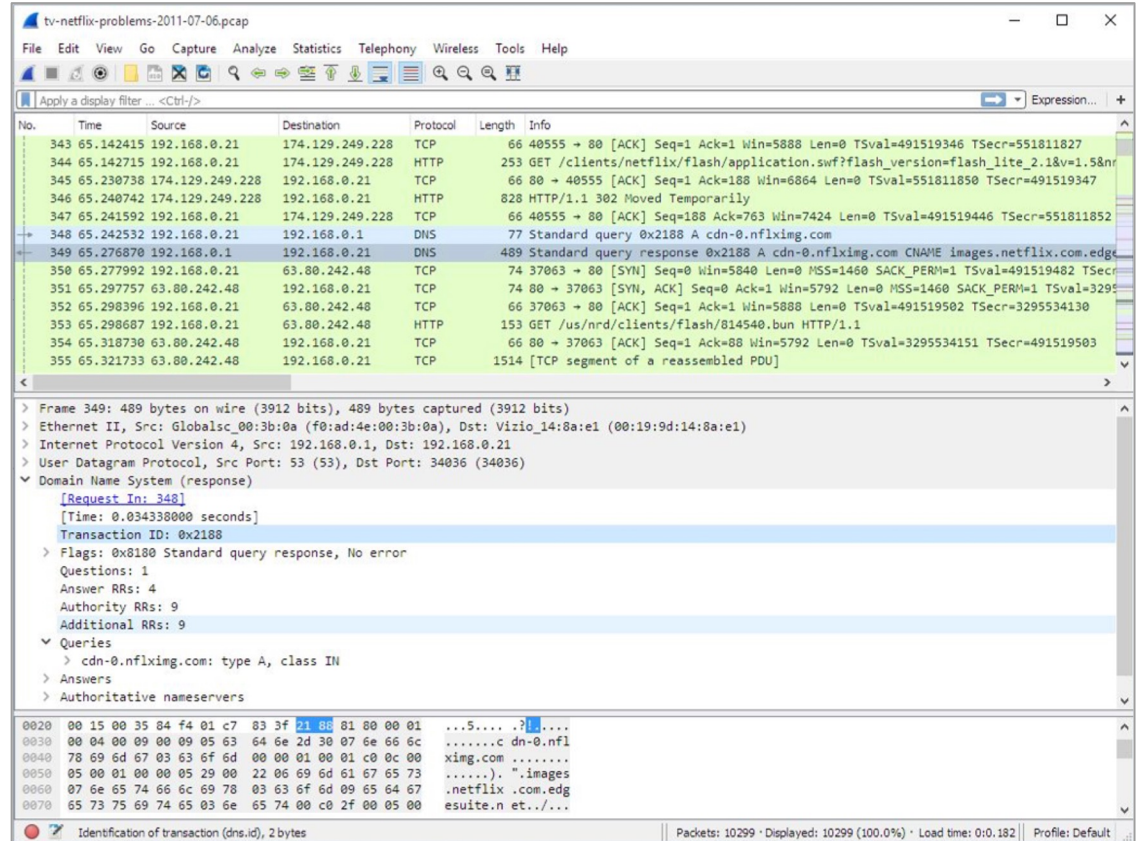 tv-netflix-problems-2011-07-06.pcap
File Edit View Go Capture Analyze Statistics Telephony Wireless Tools Help
Apply a display filter ... <Ctrl-/> Expression... +
No. Time Source Destination Protocol Length Info
343 65.142415 192.168.0.21 174.129.249.228 TCP 66 40555 → 80 [ACK] Seq=1 Ack=1 Win=5888 Len=0 TSval=491519346 TSecr=551811827
344 65.142715 192.168.0.21 174.129.249.228 HTTP 253 GET /clients/netflix/flash/application.swf?flash_version=flash_lite_2.1&v=1.5&nr
345 65.230738 174.129.249.228 192.168.0.21 TCP 66 80 → 40555 [ACK] Seq=1 Ack=188 Win=6864 Len=0 TSval=551811850 TSecr=491519347
346 65.240742 174.129.249.228 192.168.0.21 HTTP 828 HTTP/1.1 302 Moved Temporarily
347 65.241592 192.168.0.21 174.129.249.228 TCP 66 40555 → 80 [ACK] Seq=188 Ack=763 Win=7424 Len=0 TSval=491519446 TSecr=551811852
348 65.242532 192.168.0.21 192.168.0.1 DNS 77 Standard query 0x2188 A cdn-0.nflximg.com
349 65.276870 192.168.0.1 192.168.0.21 DNS 489 Standard query response 0x2188 A cdn-0.nflximg.com CNAME images.netflix.com.edge
350 65.277992 192.168.0.21 63.80.242.48 TCP 74 37063 → 80 [SYN] Seq=0 Win=5840 Len=0 MSS=1460 SACK_PERM=1 TSval=491519482 TSecr
351 65.297757 63.80.242.48 192.168.0.21 TCP 74 80 → 37063 [SYN, ACK] Seq=0 Ack=1 Win=5792 Len=0 MSS=1460 SACK_PERM=1 TSval=3295
352 65.298396 192.168.0.21 63.80.242.48 TCP 66 37063 → 80 [ACK] Seq=1 Ack=1 Win=5888 Len=0 TSval=491519502 TSecr=3295534130
353 65.298687 192.168.0.21 63.80.242.48 HTTP 153 GET /us/nrd/clients/flash/814540.bun HTTP/1.1
354 65.318730 63.80.242.48 192.168.0.21 TCP 66 80 → 37063 [ACK] Seq=1 Ack=88 Win=5792 Len=0 TSval=3295534151 TSecr=491519503
355 65.321733 63.80.242.48 192.168.0.21 TCP 1514 [TCP segment of a reassembled PDU]
Frame 349: 489 bytes on wire (3912 bits), 489 bytes captured (3912 bits)
Ethernet II, Src: Globalsc_00:3b:0a (f0:ad:4e:00:3b:0a), Dst: Vizio_14:8a:e1 (00:19:9d:14:8a:e1)
Internet Protocol Version 4, Src: 192.168.0.1, Dst: 192.168.0.21
User Datagram Protocol, Src Port: 53 (53), Dst Port: 34036 (34036)
Domain Name System (response)
[Request In: 348]
[Time: 0.034338000 seconds]
Transaction ID: 0x2188
Flags: 0x8180 Standard query response, No error
Questions: 1
Answer RRs: 4
Authority RRs: 9
Additional RRs: 9
Queries
cdn-0.nflximg.com: type A, class IN
Answers
Authoritative nameservers
0020 00 15 00 35 84 f4 01 c7 83 3f 21 88 81 80 00 01 ...5.... .?!.....
0030 00 04 00 09 00 09 05 63 64 6e 2d 30 07 6e 66 6c .......c dn-0.nfl
0040 78 69 6d 67 03 63 6f 6d 00 00 01 00 01 c0 0c 00 ximg.com ........
0050 05 00 01 00 00 05 29 00 22 06 69 6d 61 67 65 73 ......). ".images
0060 07 6e 65 74 66 6c 69 78 03 63 6f 6d 09 65 64 67 .netflix .com.edg
0070 65 73 75 69 74 65 03 6e 65 74 00 c0 2f 00 05 00 esuite.n et../...
Identification of transaction (dns.id), 2 bytes Packets: 10299 · Displayed: 10299 (100.0%) · Load time: 0:0.182 Profile: Default